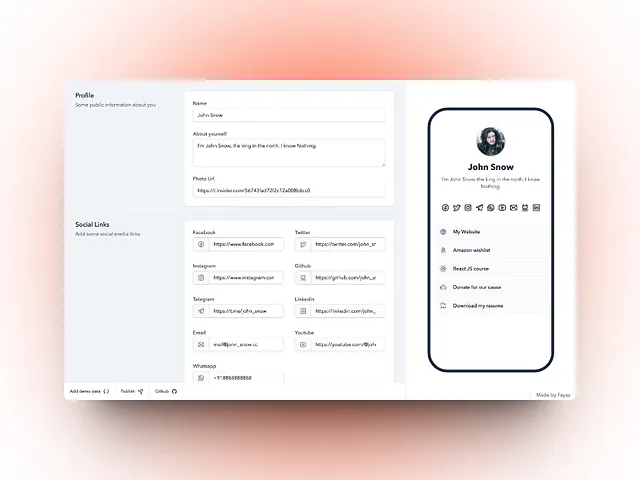 Profile
Some public information about you
Name
John Snow
About yourself
I'm John Snow, the king in the north. I know Nothing.
Photo Url
Social Links
Add some social media links
Facebook
https://www.facebook.com
Twitter
https://twitter.com/john_sr
Instagram
https://www.instagram.cor
Github
https://github.com/john_sr
Telegram
https://t.me/john_snow
Linkedin
https://linkedin.com/john_
Email
mail@john_snow.cc
Youtube
https://youtube.com/@joh
Whatsapp
+918888888888
Add demo data {..}
Publish
Github
John Snow
I'm John Snow, the king in the north. I know
Nothing.
My Website
Amazon wishlist
React JS course
Donate for our cause
Download my resume
Made by Fayaz